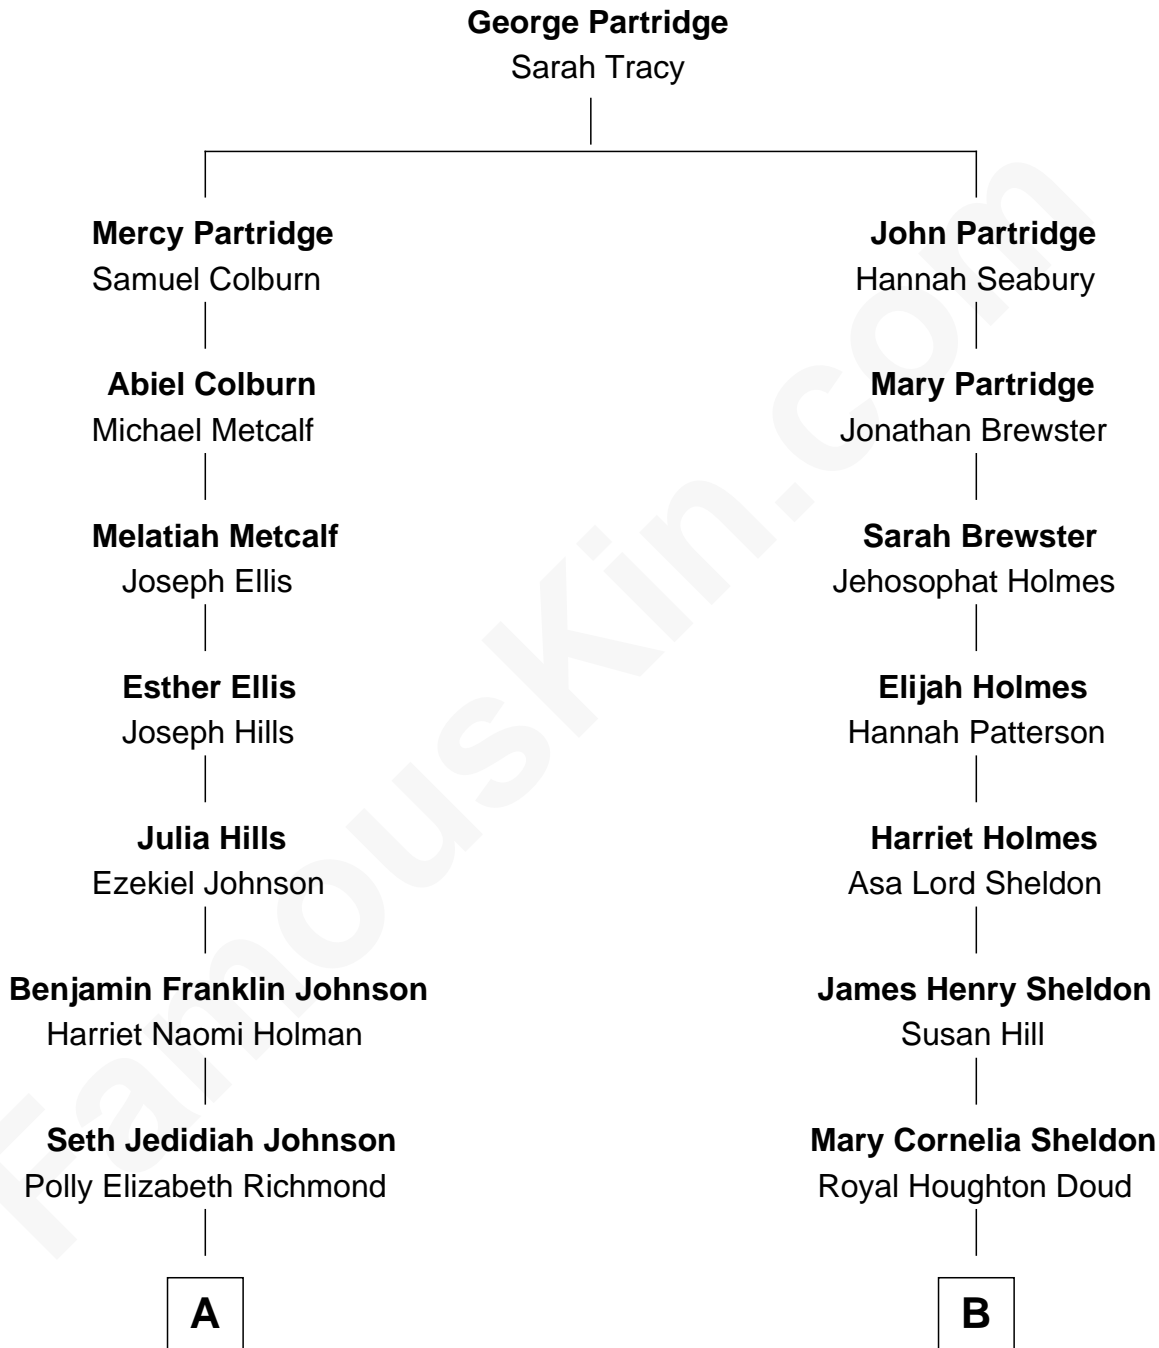 George Partridge
Sarah Tracy
Mercy Partridge
Samuel Colburn
Abiel Colburn
Michael Metcalf
Melatiah Metcalf
Joseph Ellis
Esther Ellis
Joseph Hills
Julia Hills
Ezekiel Johnson
Benjamin Franklin Johnson
Harriet Naomi Holman
Seth Jedidiah Johnson
Polly Elizabeth Richmond
A
John Partridge
Hannah Seabury
Mary Partridge
Jonathan Brewster
Sarah Brewster
Jehosophat Holmes
Elijah Holmes
Hannah Patterson
Harriet Holmes
Asa Lord Sheldon
James Henry Sheldon
Susan Hill
Mary Cornelia Sheldon
Royal Houghton Doud
B
FamousKin.com